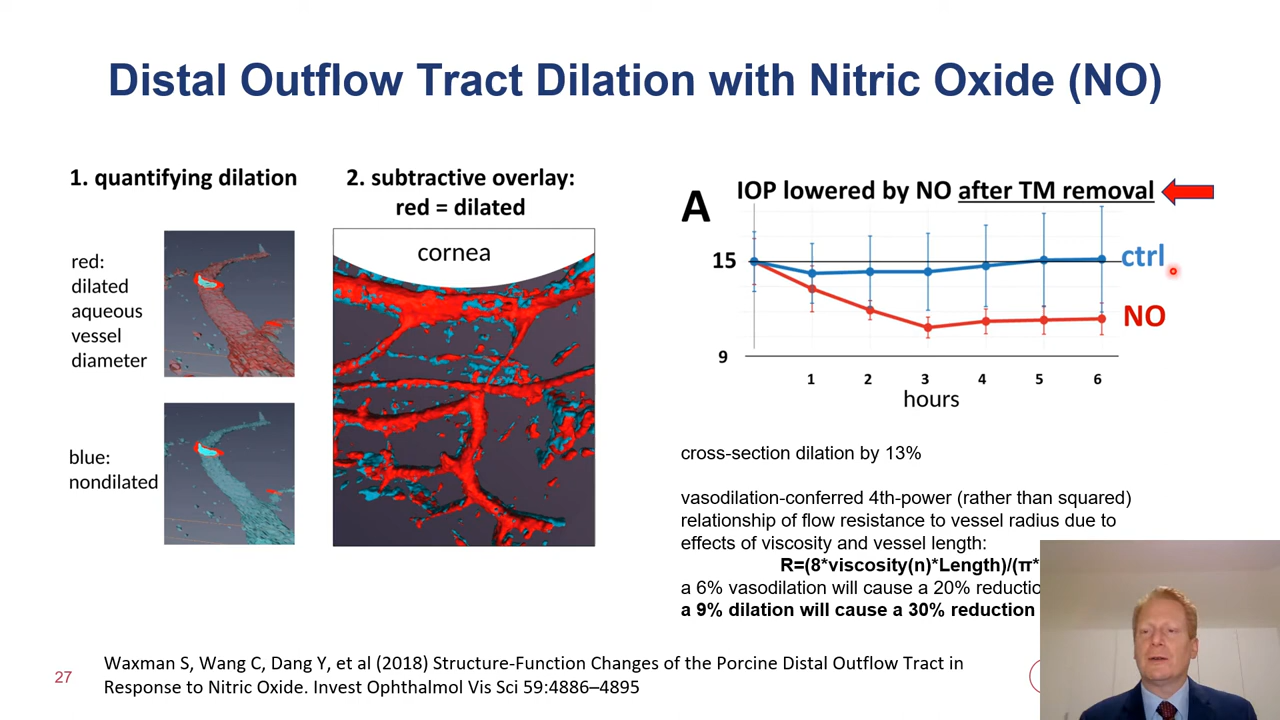 Distal Outflow Tract Dilation with Nitric Oxide (NO)
1. quantifying dilation
2. subtractive overlay:
red = dilated
red:
dilated
aqueous
vessel
diameter
blue:
nondilated
cornea
A
IOP lowered by NO after TM removal
15
9
ctrl
NO
1 2 3 4 5 6
hours
cross-section dilation by 13%
vasodilation-conferred 4th-power (rather than squared)
relationship of flow resistance to vessel radius due to
effects of viscosity and vessel length:
R=(8*viscosity(n)*Length)/(π*
a 6% vasodilation will cause a 20%
a 9% dilation will cause a 30% reduction
27
Waxman S, Wang C, Dang Y, et al (2018) Structure-Function Changes of the Porcine Distal Outflow Tract in
Response to Nitric Oxide. Invest Ophthalmol Vis Sci 59:4886–4895